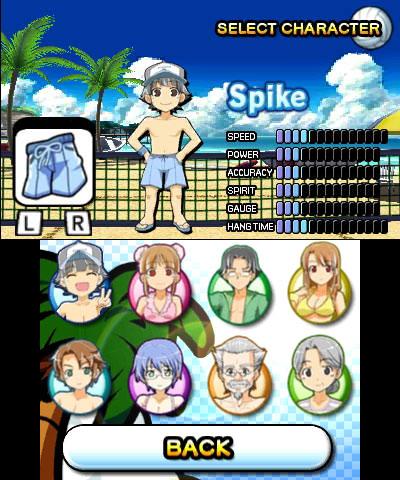 SELECT CHARACTER
Spike
SPEED
POWER
ACCURACY
SPIRIT
GAUGE
HANG TIME
L R
BACK